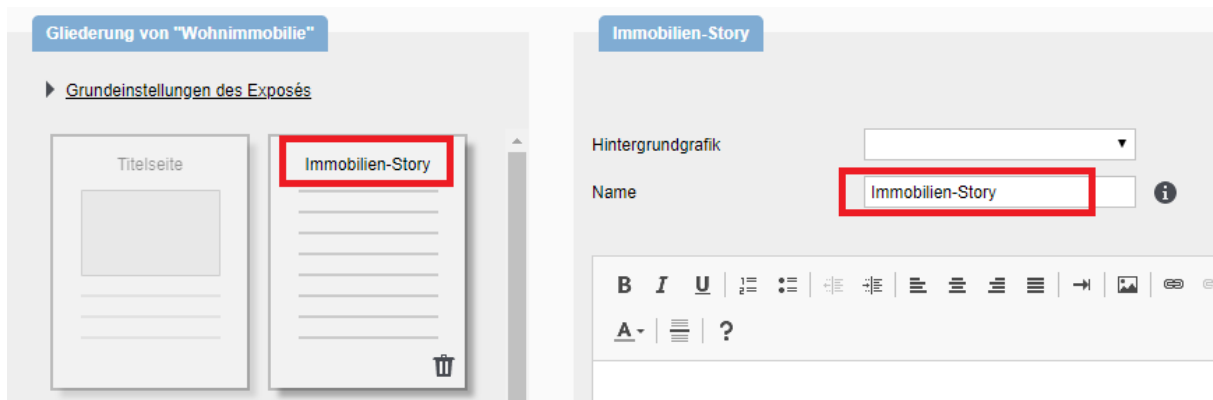 Gliederung von "Wohnimmobilie"
Grundeinstellungen des Exposés
Titelseite
Immobilien-Story
Immobilien-Story
Hintergrundgrafik
Name
Immobilien-Story
B I U
A
?